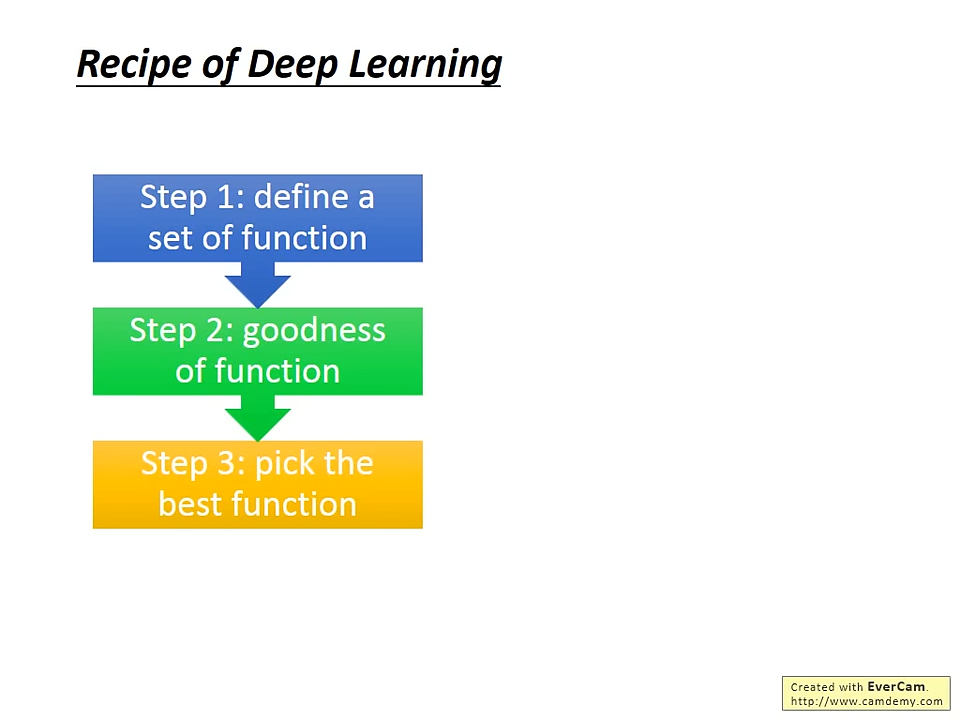 Recipe of Deep Learning
Step 1: define a
set of function
Step 2: goodness
of function
Step 3: pick the
best function
Created with EverCam.
http://www.camdemy.com